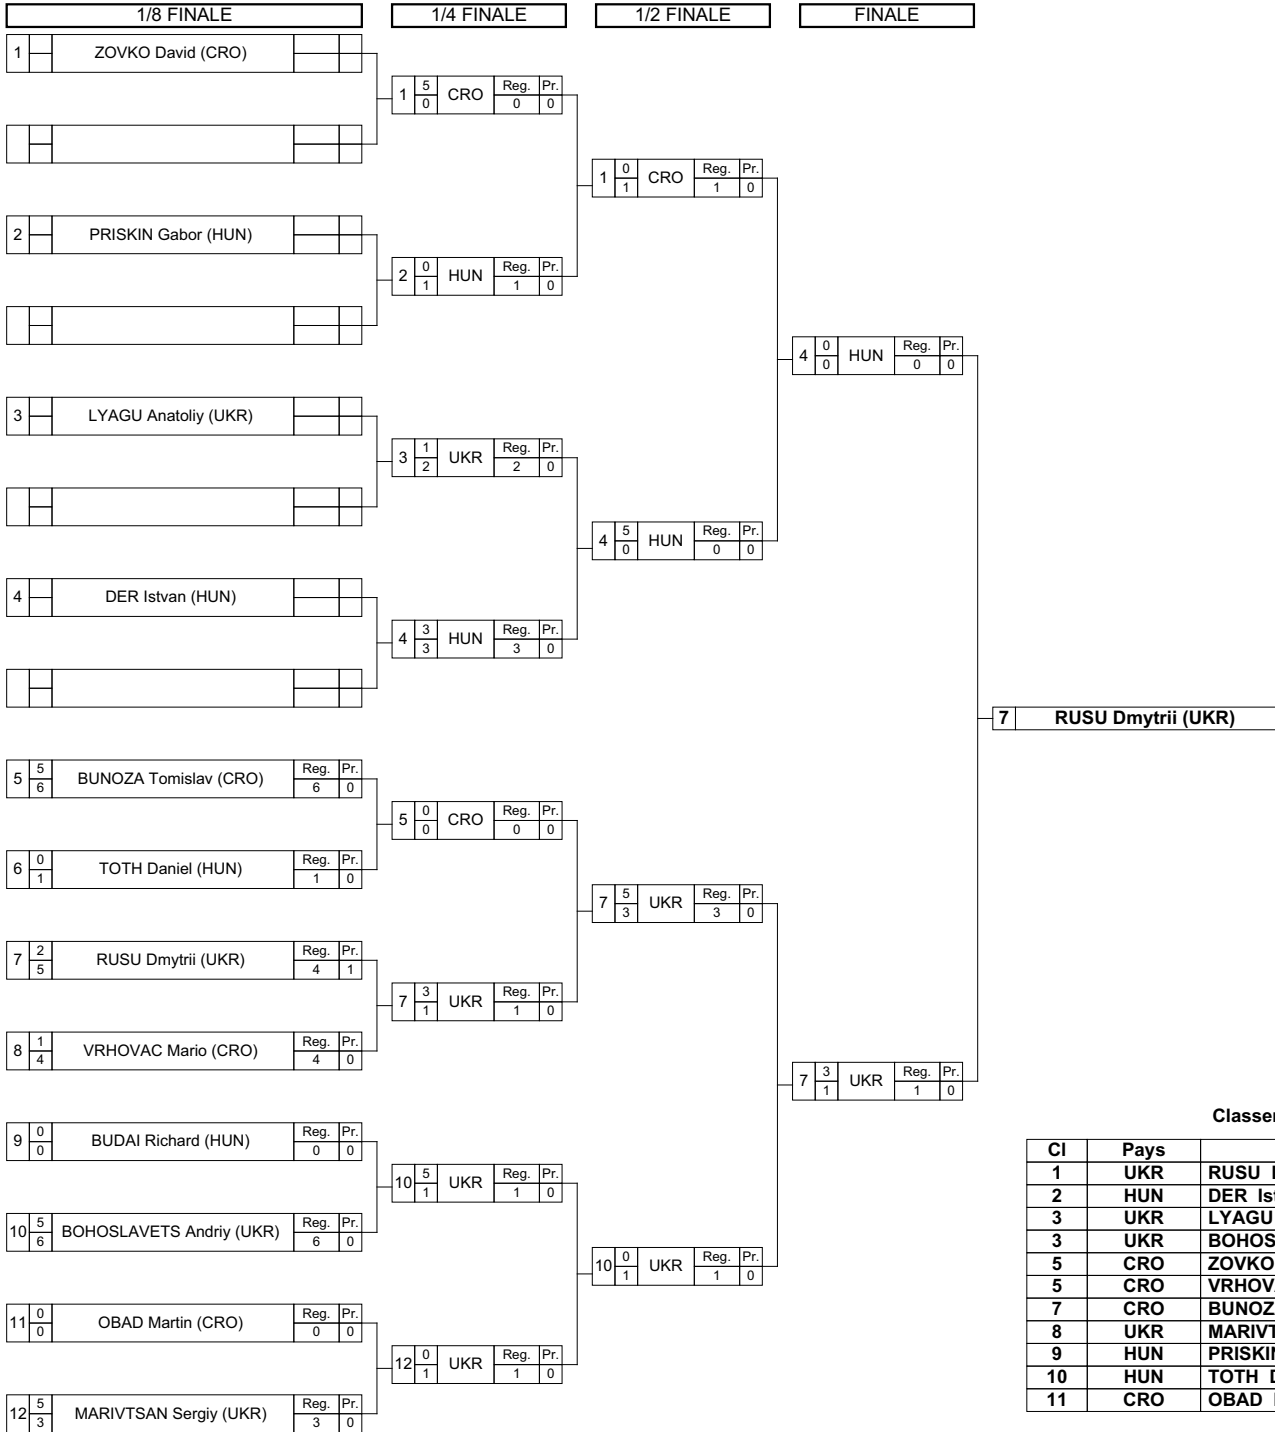 1/8 FINALE 1/4 FINALE 1/2 FINALE FINALE
1 ZOVKO David (CRO)
1 5 0 CRO Reg. Pr. 0 0
1 0 1 CRO Reg. Pr. 1 0
2 PRISKIN Gabor (HUN)
2 0 1 HUN Reg. Pr. 1 0
4 0 0 HUN Reg. Pr. 0 0
3 LYAGU Anatoliy (UKR)
3 1 2 UKR Reg. Pr. 2 0
4 5 0 HUN Reg. Pr. 0 0
4 DER Istvan (HUN)
4 3 3 HUN Reg. Pr. 3 0
7 RUSU Dmytrii (UKR)
5 5 6 BUNOZA Tomislav (CRO) Reg. Pr. 6 0
5 0 0 CRO Reg. Pr. 0 0
6 0 1 TOTH Daniel (HUN) Reg. Pr. 1 0
7 5 3 UKR Reg. Pr. 3 0
7 2 5 RUSU Dmytrii (UKR) Reg. Pr. 4 1
7 3 1 UKR Reg. Pr. 1 0
8 1 4 VRHOVAC Mario (CRO) Reg. Pr. 4 0
7 3 1 UKR Reg. Pr. 1 0
9 0 0 BUDAI Richard (HUN) Reg. Pr. 0 0
10 5 1 UKR Reg. Pr. 1 0
10 5 6 BOHOSLAVETS Andriy (UKR) Reg. Pr. 6 0
10 0 1 UKR Reg. Pr. 1 0
11 0 0 OBAD Martin (CRO) Reg. Pr. 0 0
12 0 1 UKR Reg. Pr. 1 0
12 5 3 MARIVTSAN Sergiy (UKR) Reg. Pr. 3 0
Cl Pays
1 UKR RUSU
2 HUN DER
3 UKR LYAGU
3 UKR BOHOS
5 CRO ZOVKO
5 CRO
7 CRO
8 UKR
9 HUN
10 HUN TOTH
11 CRO OBAD